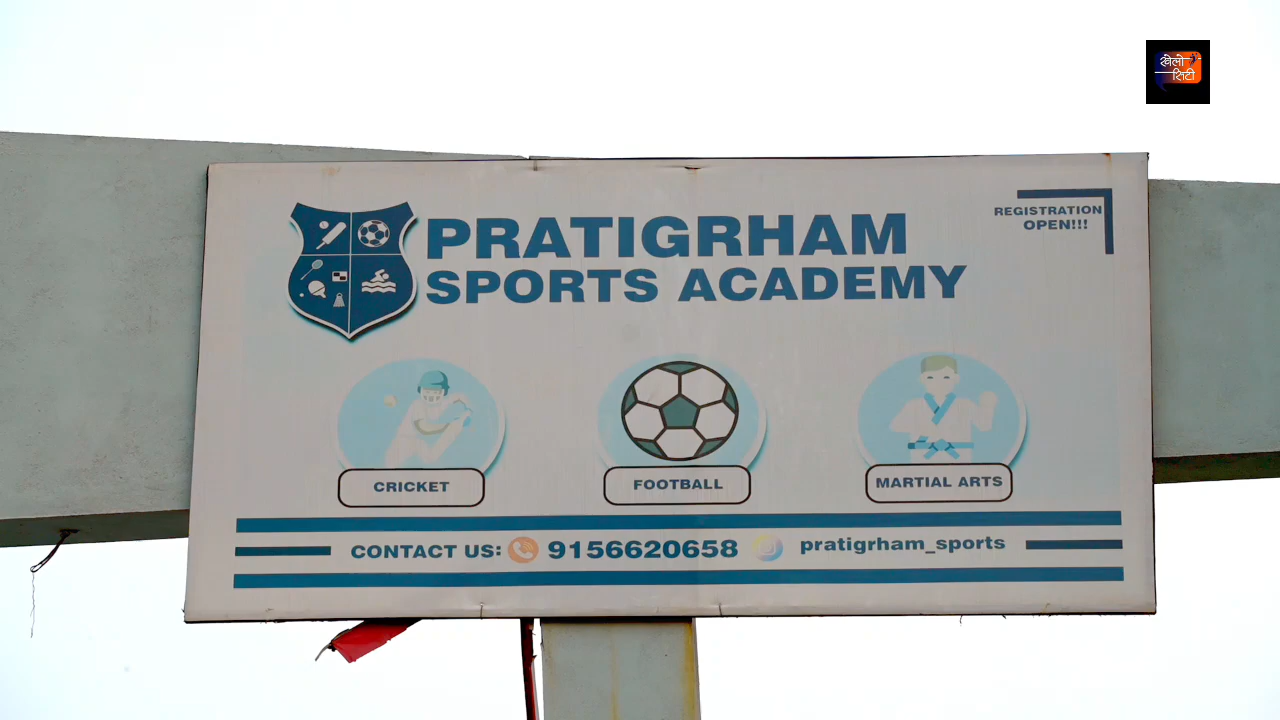 खेलो
सिटी
REGISTRATION
OPEN!!!
PRATIGRHAM
SPORTS ACADEMY
CRICKET
FOOTBALL
MARTIAL ARTS
CONTACT US: 9156620658 pratigrham_sports